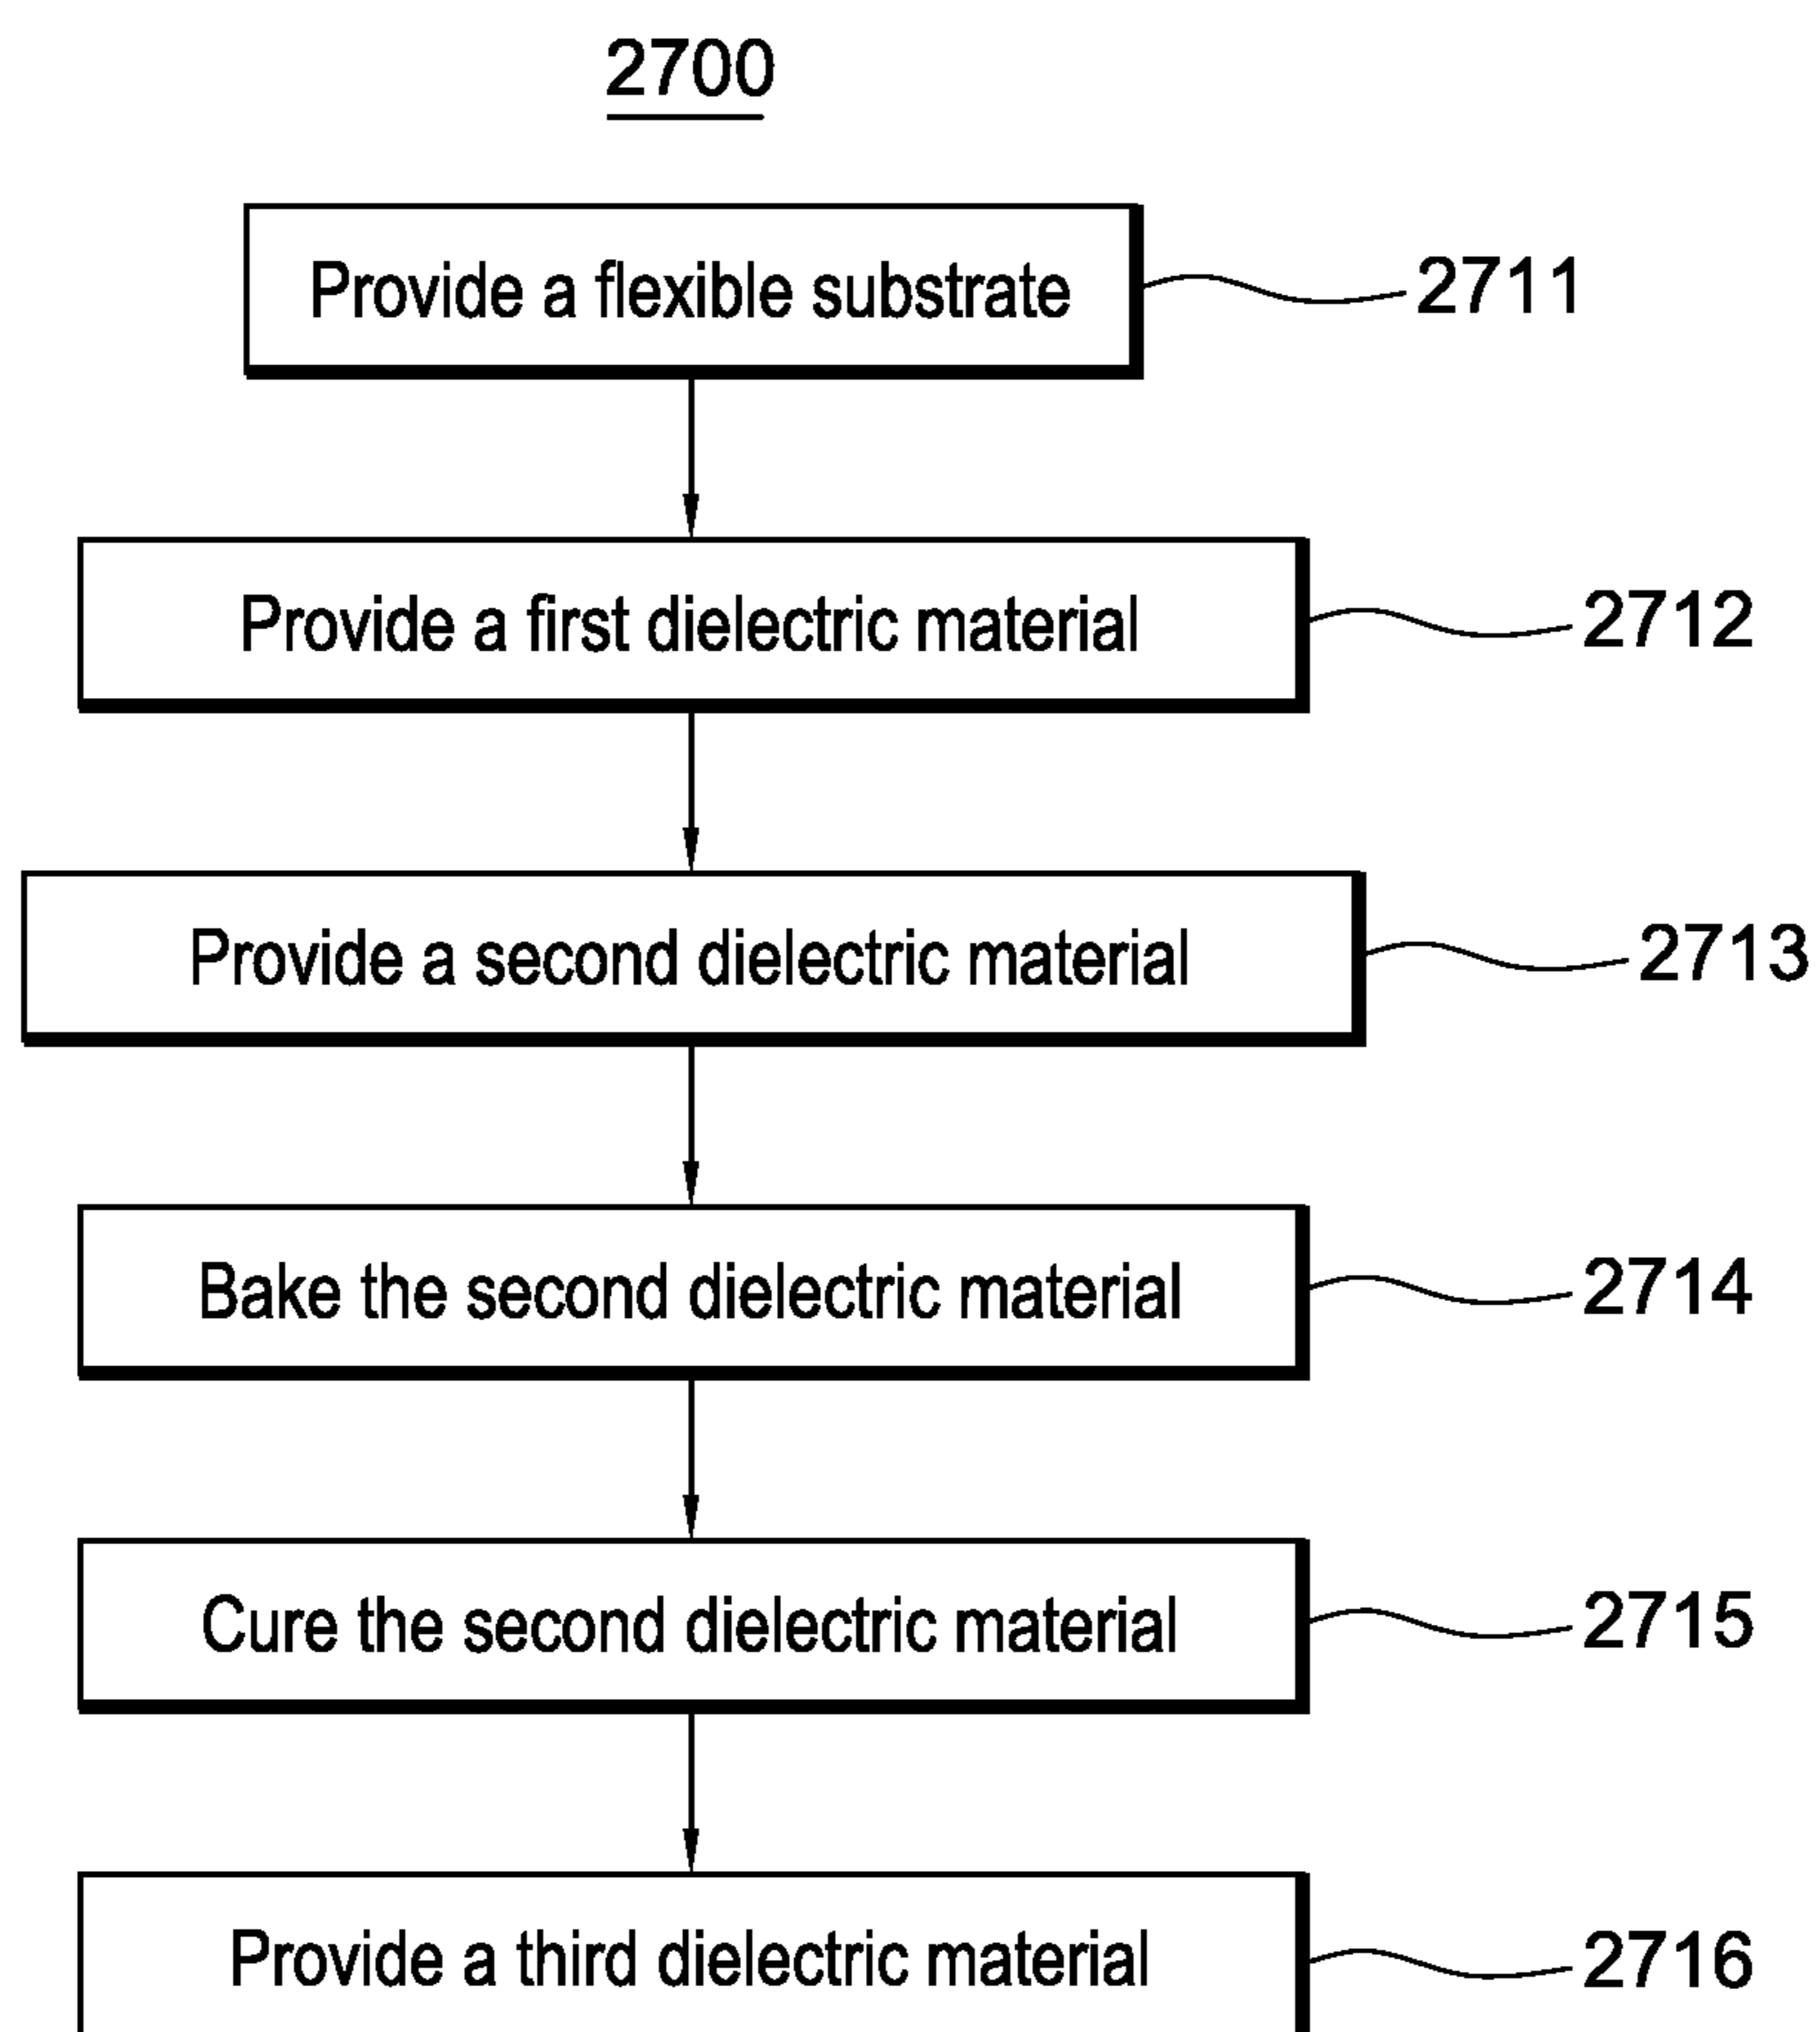 2700
Provide a flexible substrate 2711
Provide a first dielectric material 2712
Provide a second dielectric material 2713
Bake the second dielectric material 2714
Cure the second dielectric material 2715
Provide a third dielectric material 2716